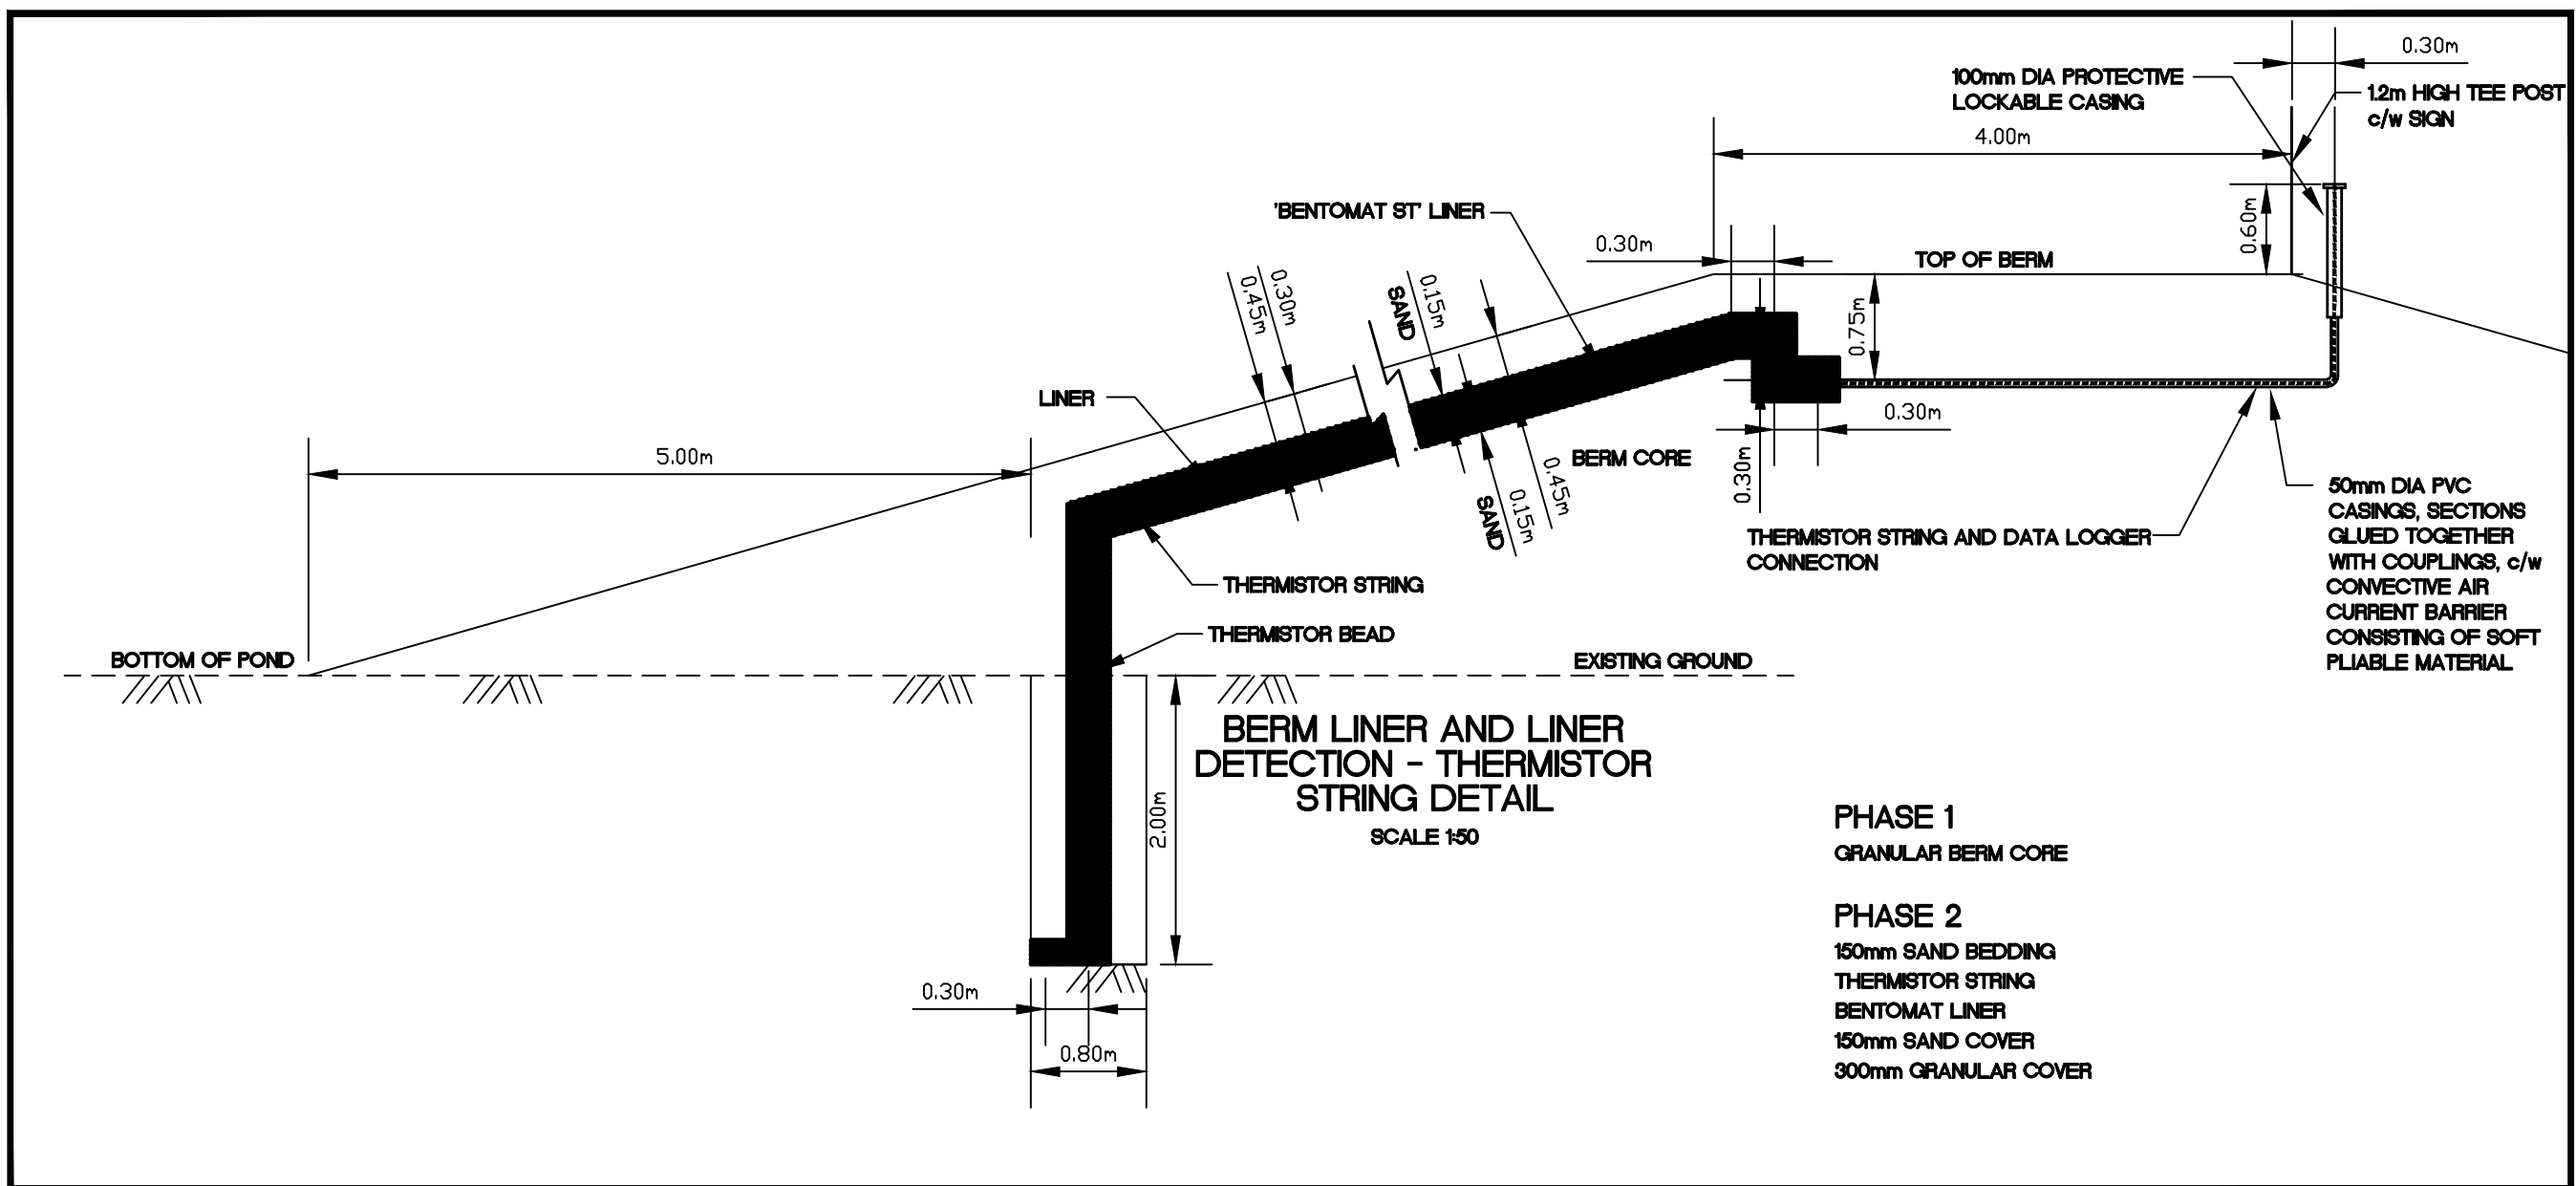 0.30m
100mm DIA PROTECTIVE
LOCKABLE CASING
1.2m HIGH TEE POST
c/w SIGN
4.00m
'BENTOMAT ST' LINER
0.60m
0.30m
TOP OF BERM
0.30m
0.45m
0.15m
SAND
0.75m
LINER
0.30m
5.00m
BERM CORE
0.45m
0.15m
SAND
0.30m
50mm DIA PVC
CASINGS, SECTIONS
GLUED TOGETHER
WITH COUPLINGS, c/w
CONVECTIVE AIR
CURRENT BARRIER
CONSISTING OF SOFT
PLIABLE MATERIAL
THERMISTOR STRING AND DATA LOGGER
CONNECTION
THERMISTOR STRING
THERMISTOR BEAD
BOTTOM OF POND
EXISTING GROUND
BERM LINER AND LINER
DETECTION - THERMISTOR
STRING DETAIL
SCALE 1:50
2.00m
PHASE 1
GRANULAR BERM CORE
PHASE 2
150mm SAND BEDDING
THERMISTOR STRING
BENTOMAT LINER
150mm SAND COVER
300mm GRANULAR COVER
0.30m
0.80m